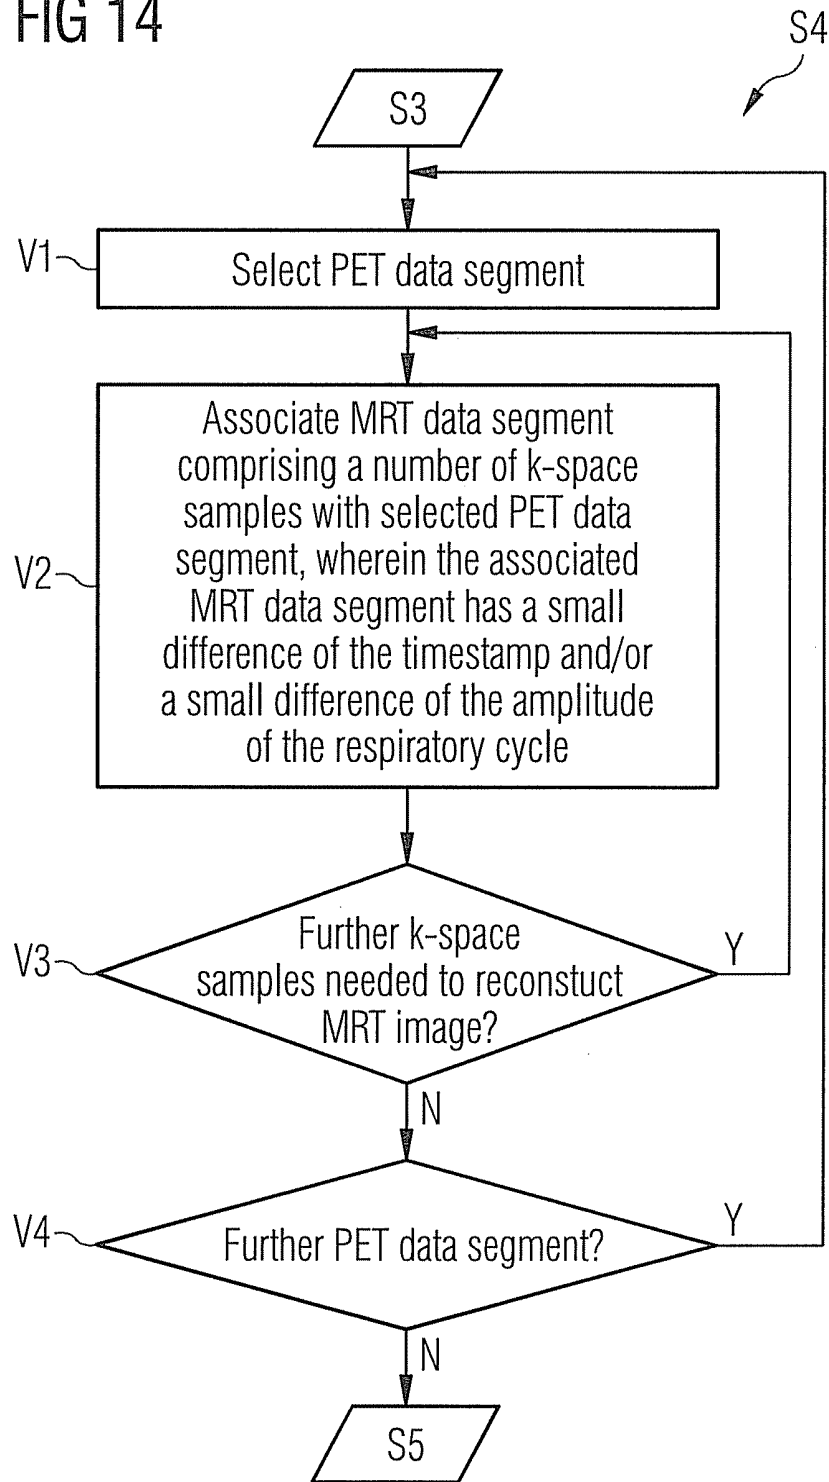 FIG 14
S4
S3
V1
Select PET data segment
V2
Associate MRT data segment
comprising a number of k-space
samples with selected PET data
segment, wherein the associated
MRT data segment has a small
difference of the timestamp and/or
a small difference of the amplitude
of the respiratory cycle
V3
Further k-space
samples needed to reconstuct
MRT image?
Y
N
V4
Further PET data segment?
Y
N
S5